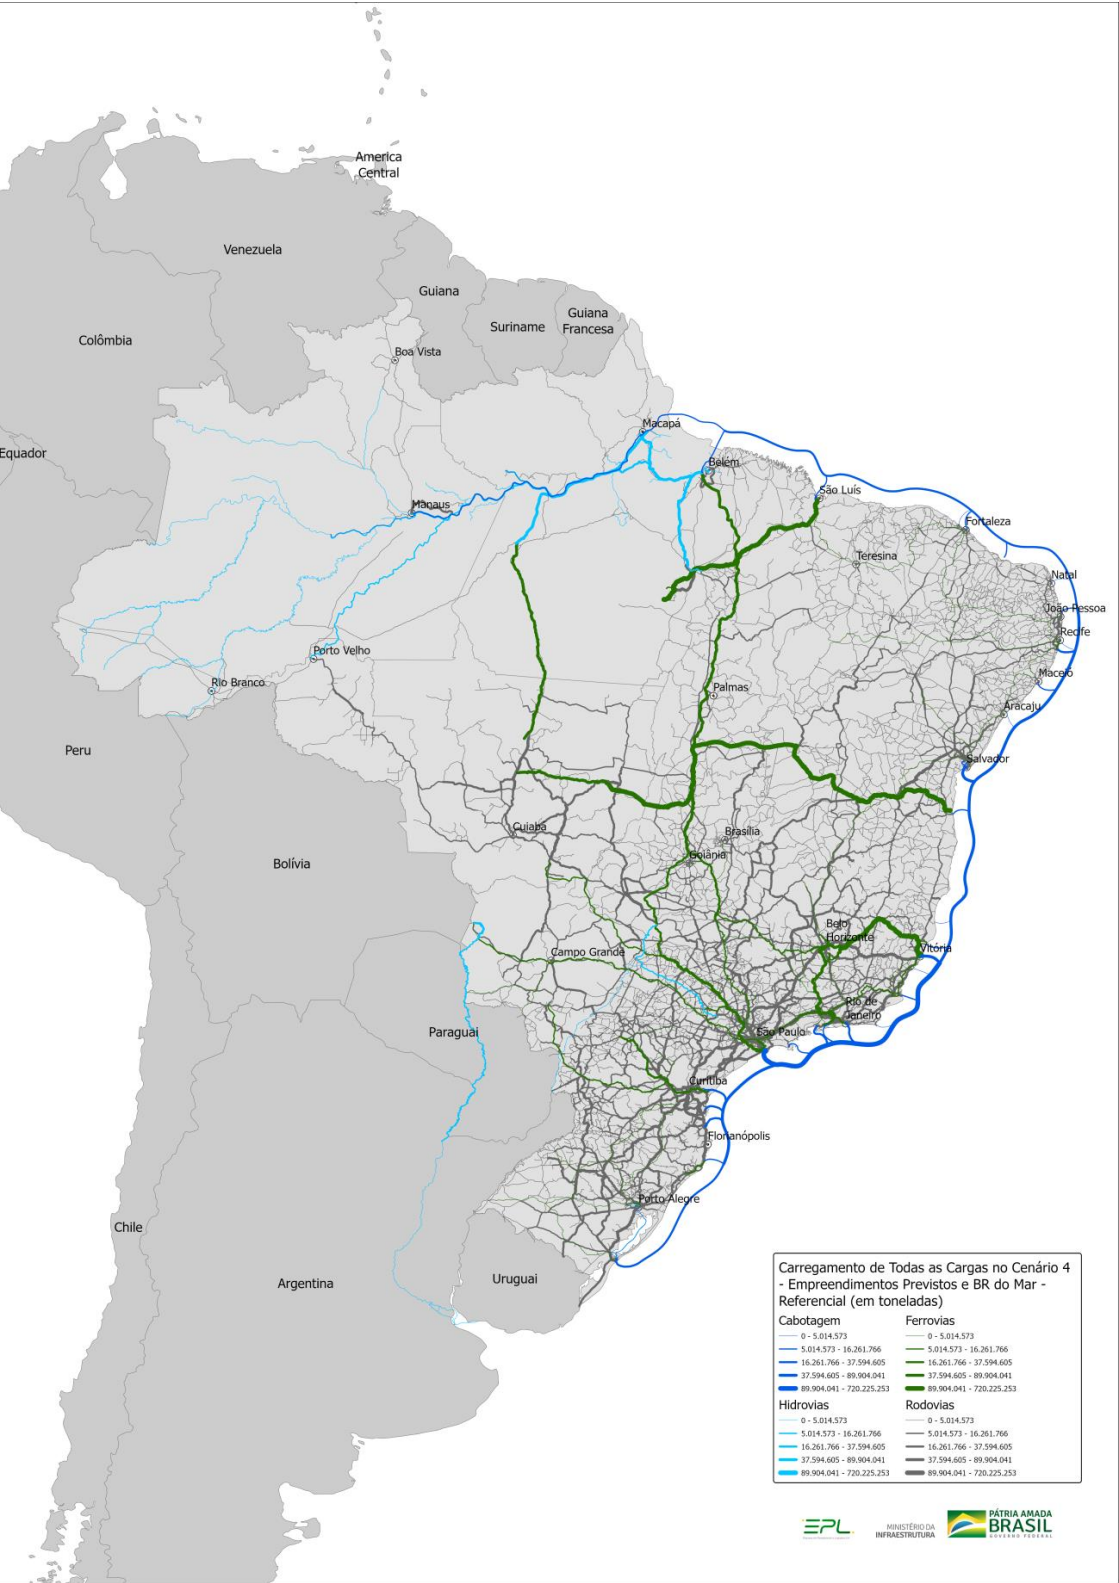 America
Central
Venezuela
Guiana
Suriname
Guiana
Francesa
Colômbia
Boa Vista
Macapá
Equador
Belém
São Luís
Manaus
Fortaleza
Teresina
Natal
João Pessoa
Recife
Porto Velho
Maceió
Rio Branco
Palmas
Aracaju
Peru
Salvador
Cuiabá
Brasília
Goiânia
Bolívia
Belo
Horizonte
Vitória
Campo Grande
Rio de
Janeiro
Paraguai
São Paulo
Curitiba
Florianópolis
Porto Alegre
Chile
Argentina
Uruguai
Carregamento de Todas as Cargas no Cenário 4
- Empreendimentos Previstos e BR do Mar -
Referencial (em toneladas)
Cabotagem
0 - 5.014.573
5.014.573 - 16.261.766
16.261.766 - 37.594.605
37.594.605 - 89.904.041
89.904.041 - 720.225.253
Ferrovias
0 - 5.014.573
5.014.573 - 16.261.766
16.261.766 - 37.594.605
37.594.605 - 89.904.041
89.904.041 - 720.225.253
Hidrovias
0 - 5.014.573
5.014.573 - 16.261.766
16.261.766 - 37.594.605
37.594.605 - 89.904.041
89.904.041 - 720.225.253
Rodovias
0 - 5.014.573
5.014.573 - 16.261.766
16.261.766 - 37.594.605
37.594.605 - 89.904.041
89.904.041 - 720.225.253
EPL
MINISTÉRIO DA
INFRAESTRUTURA
PÁTRIA AMADA
BRASIL
GOVERNO FEDERAL